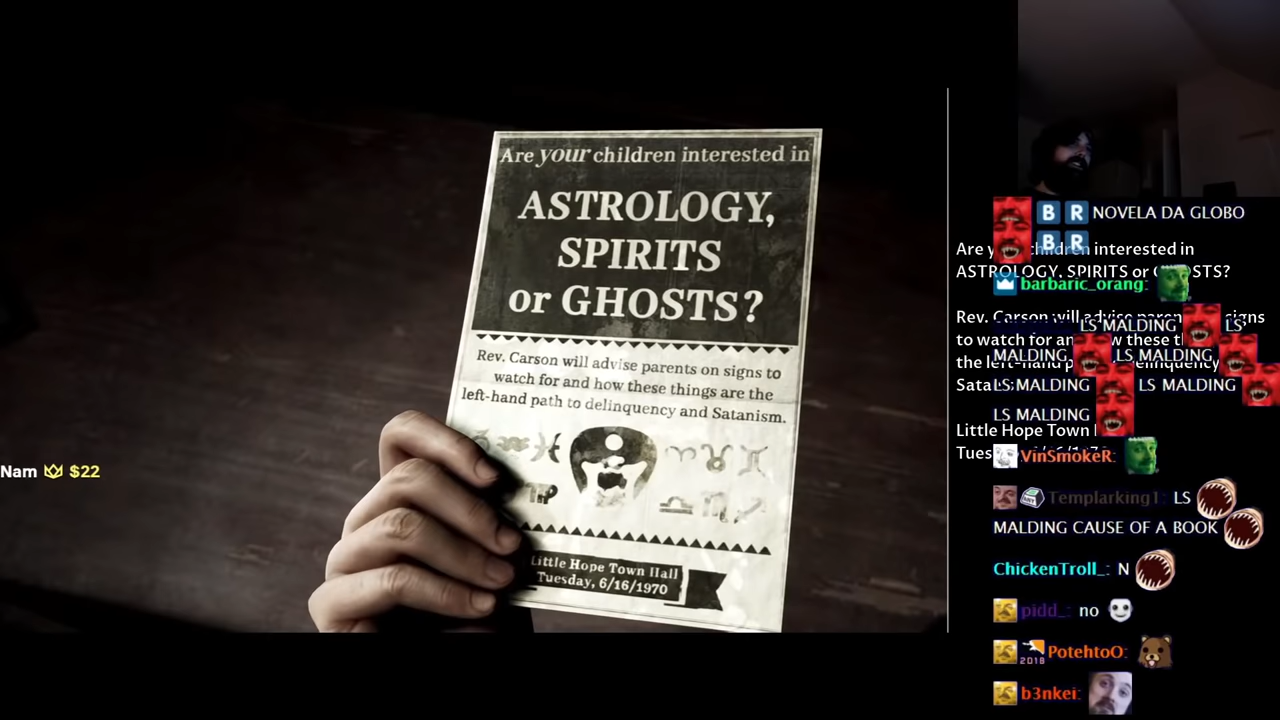 Are your children interested in
ASTROLOGY,
SPIRITS
or GHOSTS?
Rev. Carson will advise parents on signs to
watch for and how these things are the
left-hand path to delinquency and Satanism.
Little Hope Town Hall
Tuesday, 6/16/1970
Nam $22
B R NOVELA DA GLOBO
B R
Are children interested in
ASTROLOGY, SPIRITS or GHOSTS?
barbaric_orang:
Rev. Carson will advise signs
LS MALDING LS
to watch for
MALDING LS MALDING
the
LS MALDING LS MALDING
LS MALDING
Little Hope Town
VinSmokeR:
Templarking1: LS
MALDING CAUSE OF A BOOK
ChickenTroll_: N
pidd_: no
2018 PotehtoO:
b3nkei: